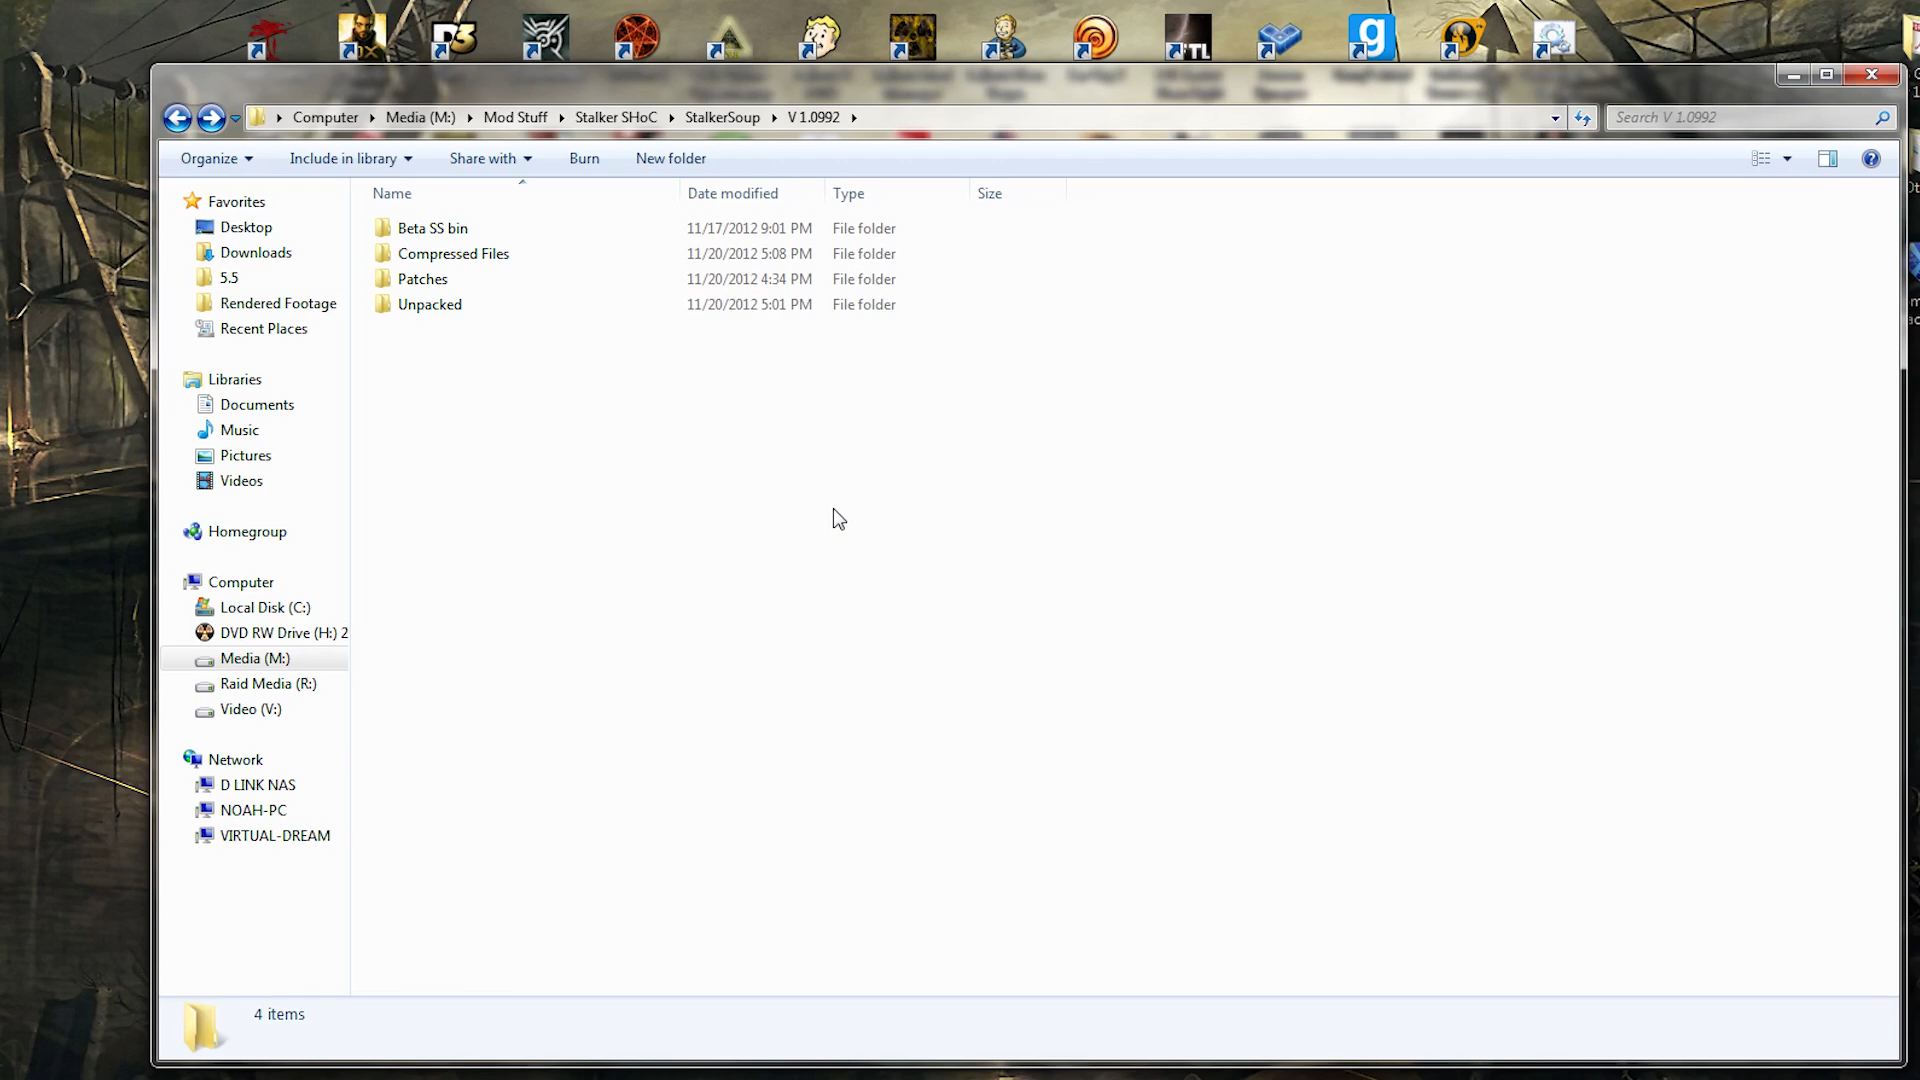 Computer Media (M:) Mod Stuff Stalker SHoC StalkerSoup V 1.0992 Search V 1.0992
Organize Include in library Share with Burn New folder
Name Date modified Type Size
Beta SS bin 11/17/2012 9:01 PM File folder
Compressed Files 11/20/2012 5:08 PM File folder
Patches 11/20/2012 4:34 PM File folder
Unpacked 11/20/2012 5:01 PM File folder
Favorites
Desktop
Downloads
5.5
Rendered Footage
Recent Places
Libraries
Documents
Music
Pictures
Videos
Homegroup
Computer
Local Disk (C:)
DVD RW Drive (H:) 2
Media (M:)
Raid Media (R:)
Video (V:)
Network
D LINK NAS
NOAH-PC
VIRTUAL-DREAM
4 items